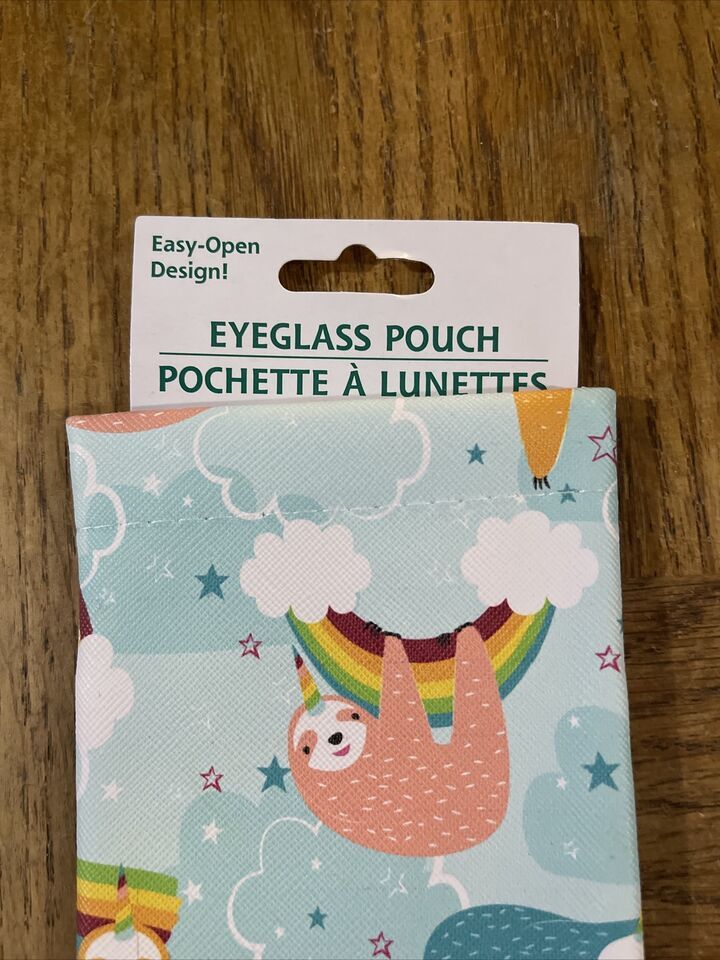 Easy-Open
Design!
EYEGLASS POUCH
POCHETTE À LUNETTES